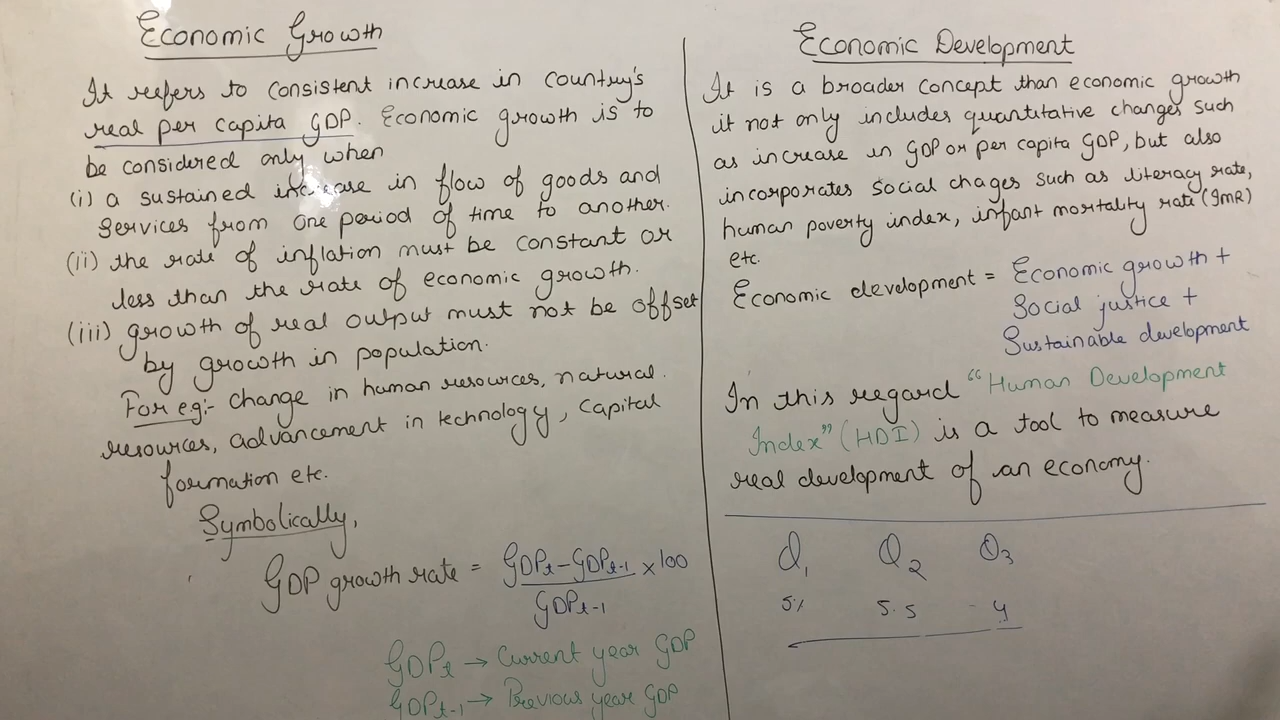 Economic Growth
It refers to consistent increase in country's
real per capita GDP. Economic growth is to
be considered only when
(i) a sustained increase in flow of goods and
services from one period of time to another.
(ii) the rate of inflation must be constant or
less than the rate of economic growth.
(iii) growth of real output must not be offset
by growth in population.
For eg:- change in human resources, natural
resources, advancement in technology, capital
formation etc.
Symbolically,
GDP growth rate = GDPt - GDPt-1 × 100
GDPt-1
GDPt → Current year GDP
GDPt-1 → Previous year GDP
Economic Development
It is a broader concept than economic growth
it not only includes quantitative changes such
as increase in GDP or per capita GDP, but also
incorporates social chages such as literacy rate,
human poverty index, infant mortality rate (IMR)
etc.
Economic development = Economic growth +
Social justice +
Sustainable development
In this regard "Human Development
Index" (HDI) is a tool to measure
real development of an economy.
Q1 Q2 Q3
5% 5.5 4